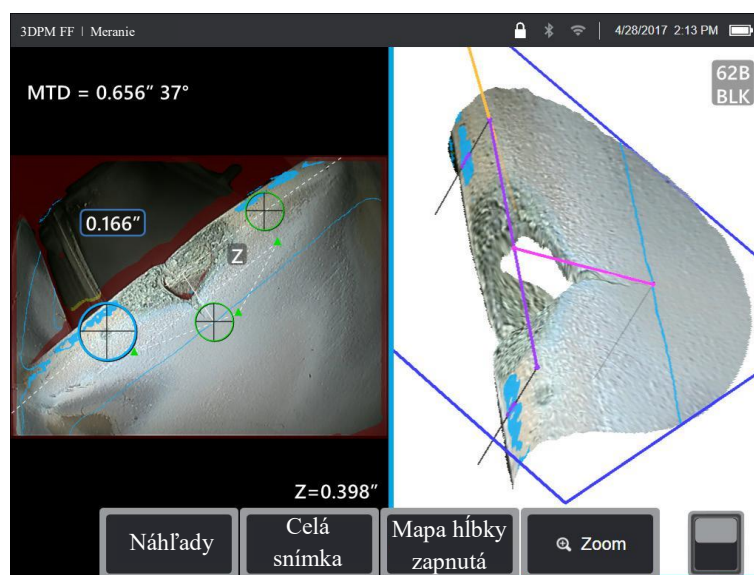 3DPM FF | Meranie
4/28/2017 2:13 PM
MTD = 0.656" 37°
62B
BLK
0.166"
Z
Z=0.398"
Náhľady
Celá
snímka
Mapa hĺbky
zapnutá
Zoom